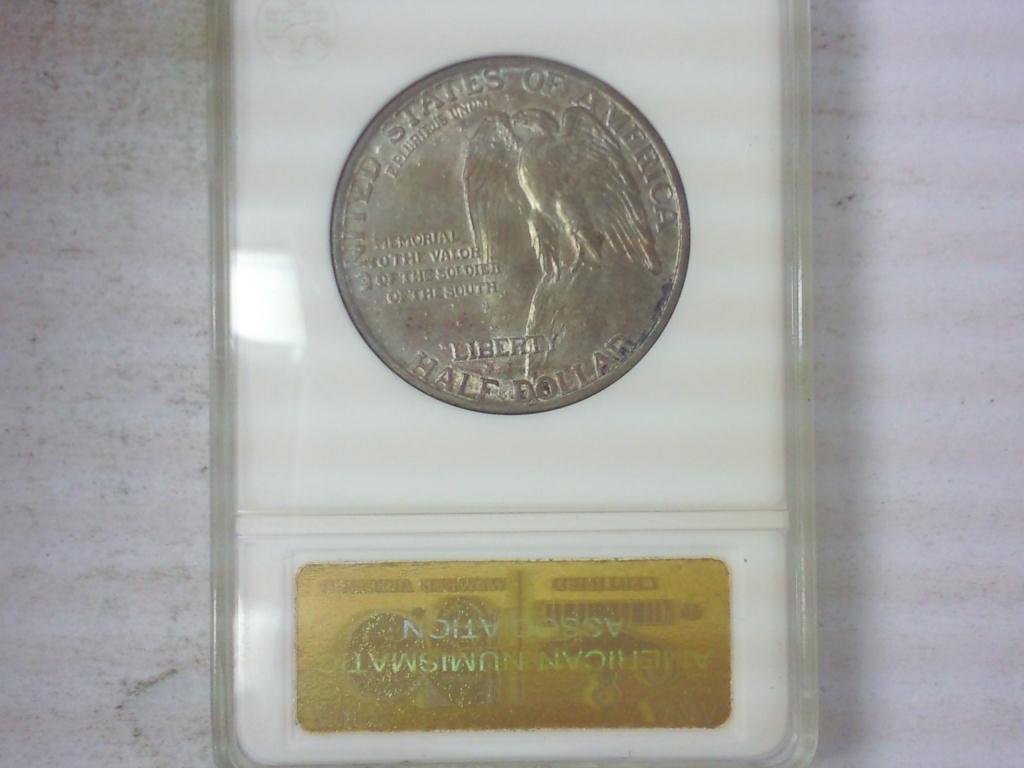 UNITED STATES OF AMERICA
E PLURIBUS UNUM
MEMORIAL
TO THE VALOR
OF THE SOLDIER
OF THE SOUTH
LIBERTY
HALF DOLLAR
AMERICAN NUMISMATIC
ASSOCIATION
CERTIFIED